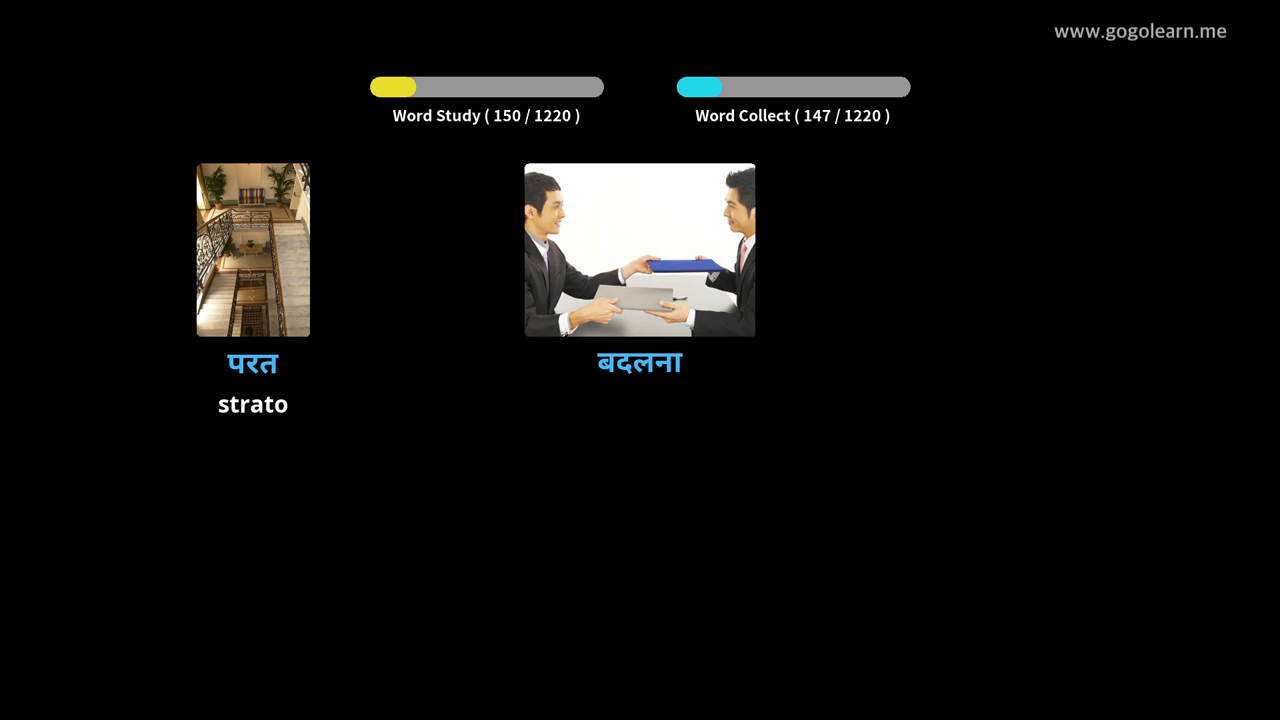 www.gogolearn.me
Word Study ( 150 / 1220 )
Word Collect ( 147 / 1220 )
परत
strato
बदलना